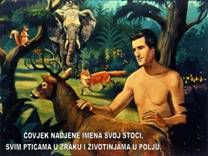 ČOVJEK NADJENE IMENA SVOJ STOCI,
SVIM PTICAMA U ZRAKU I ŽIVOTINJAMA U POLJU.